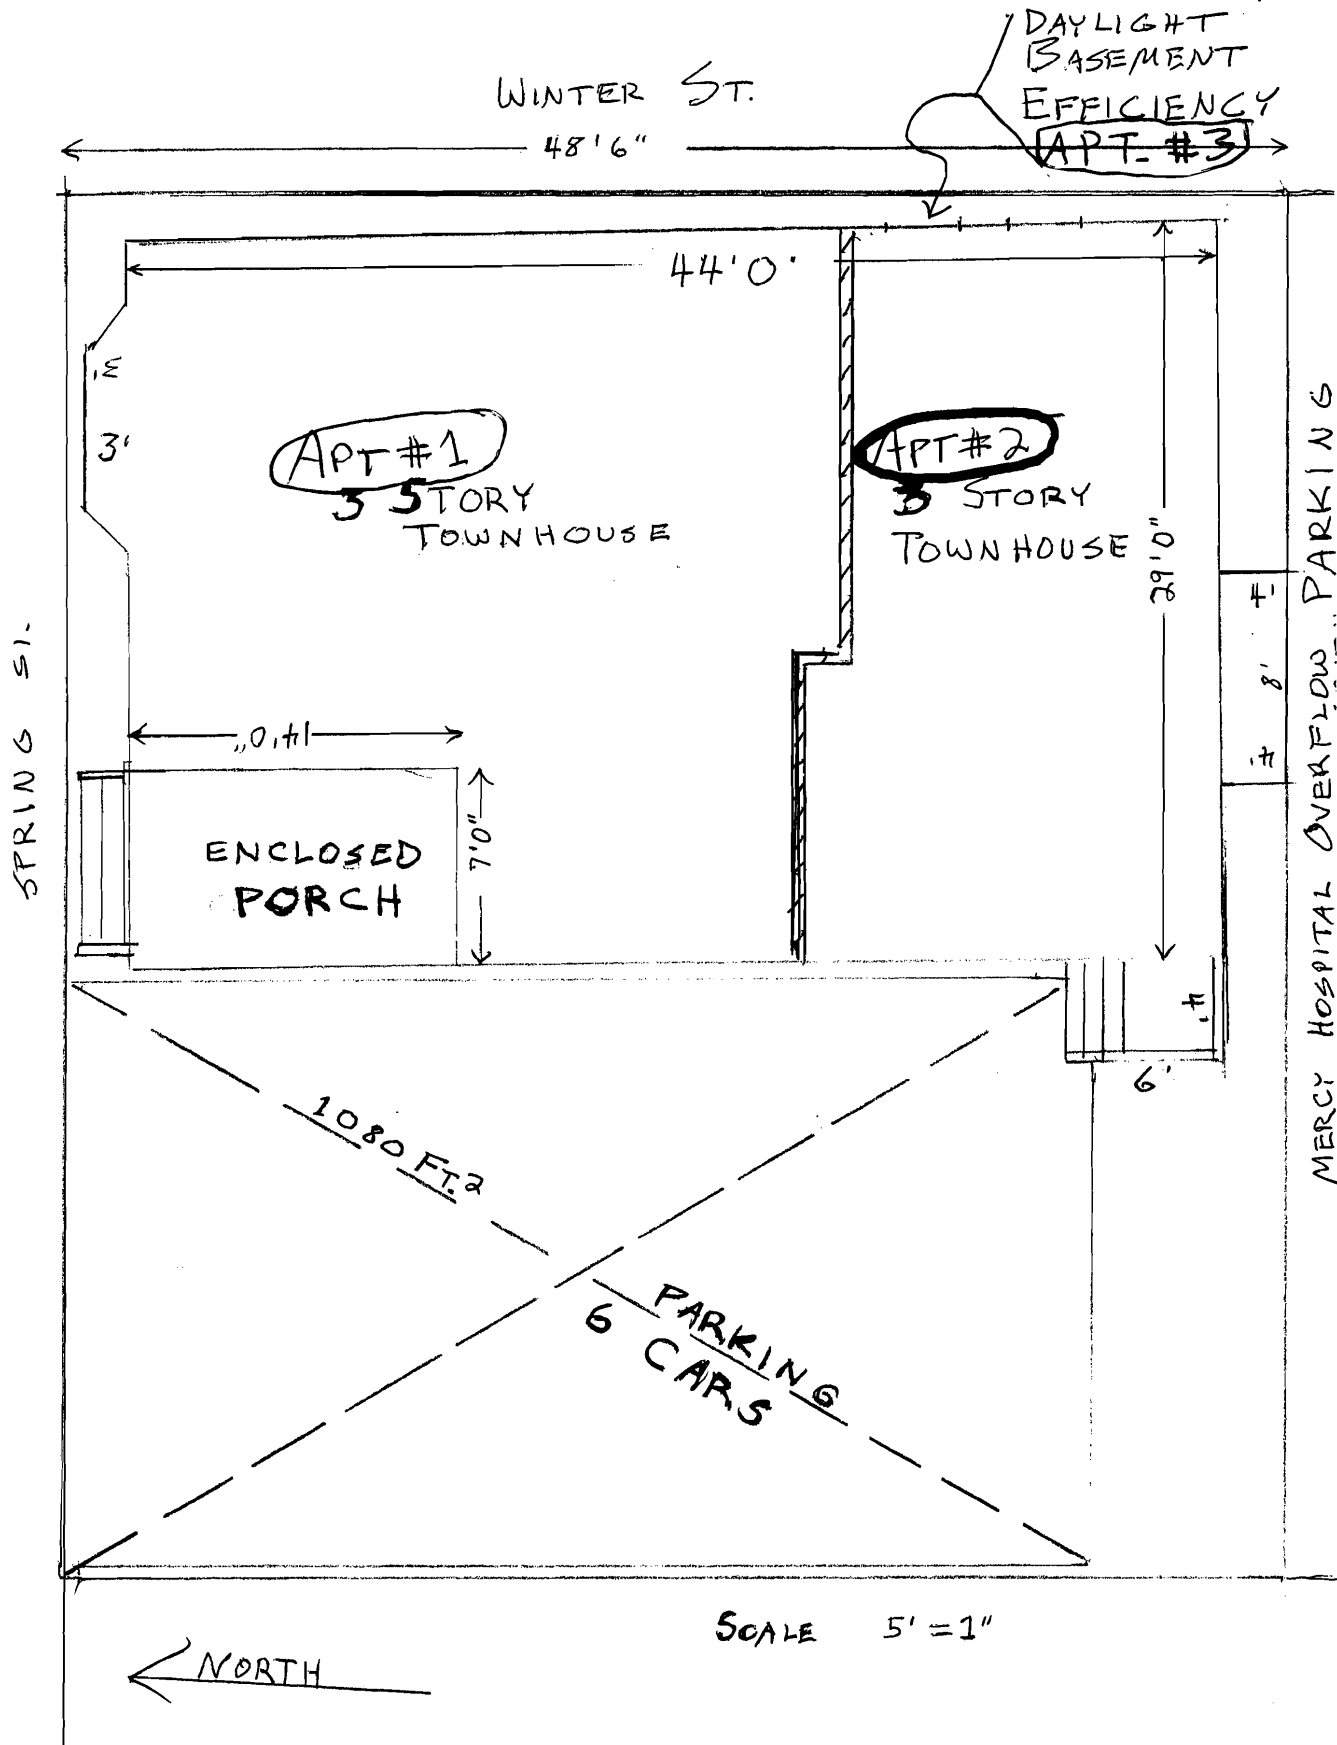 DAYLIGHT
BASEMENT
EFFICIENCY
APT. #3
WINTER ST.
48'6"
44'0'
3'
3'
APT #1
3 STORY
TOWNHOUSE
APT #2
3 STORY
TOWNHOUSE
29'0"
4'
8'
4'
SPRING ST.
MERCY HOSPITAL OVERFLOW PARKING
14'0"
7'0"
ENCLOSED
PORCH
4'
6'
1080 FT.2
PARKING
6 CARS
SCALE 5' = 1"
NORTH